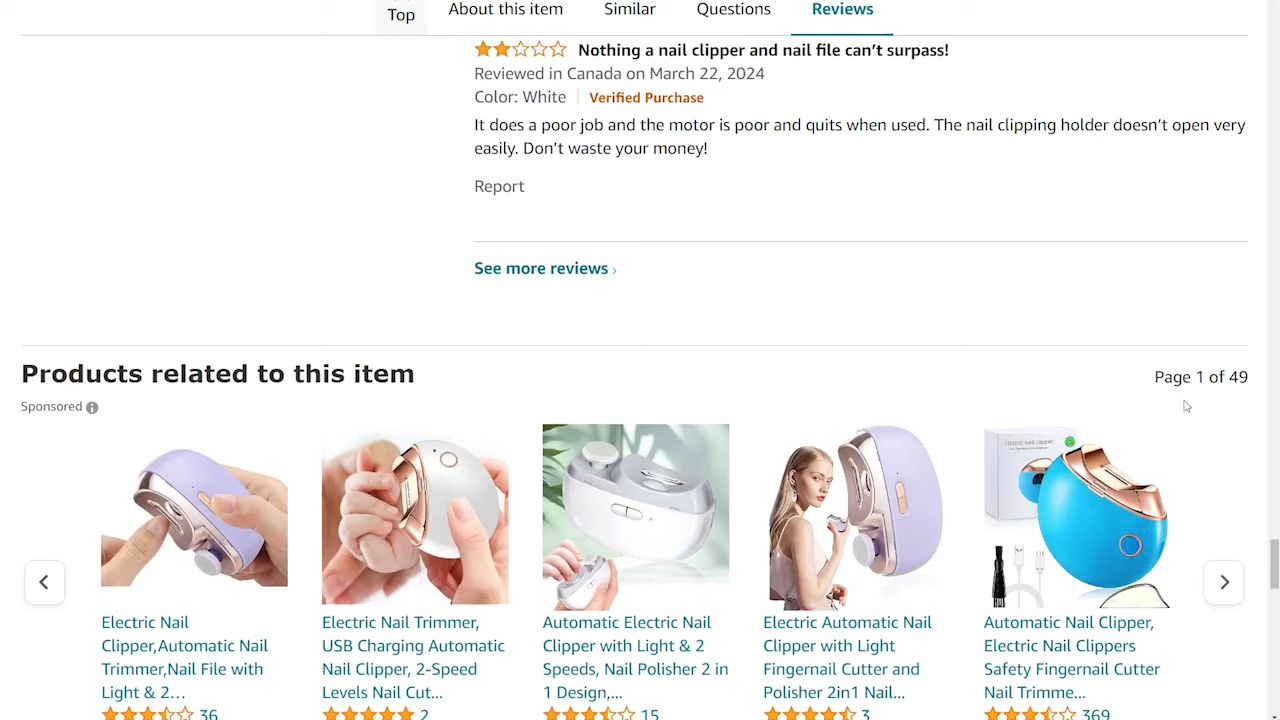 Top
About this item
Similar
Questions
Reviews
Nothing a nail clipper and nail file can’t surpass!
Reviewed in Canada on March 22, 2024
Color: White
Verified Purchase
It does a poor job and the motor is poor and quits when used. The nail clipping holder doesn’t open very
easily. Don’t waste your money!
Report
See more reviews ›
Products related to this item
Page 1 of 49
Sponsored
Electric Nail
Clipper,Automatic Nail
Trimmer,Nail File with
Light & 2...
36
Electric Nail Trimmer,
USB Charging Automatic
Nail Clipper, 2-Speed
Levels Nail Cut...
2
Automatic Electric Nail
Clipper with Light & 2
Speeds, Nail Polisher 2 in
1 Design,...
15
Electric Automatic Nail
Clipper with Light
Fingernail Cutter and
Polisher 2in1 Nail...
3
Electric nail clipper
Automatic Nail Clipper,
Electric Nail Clippers
Safety Fingernail Cutter
Nail Trimme...
369